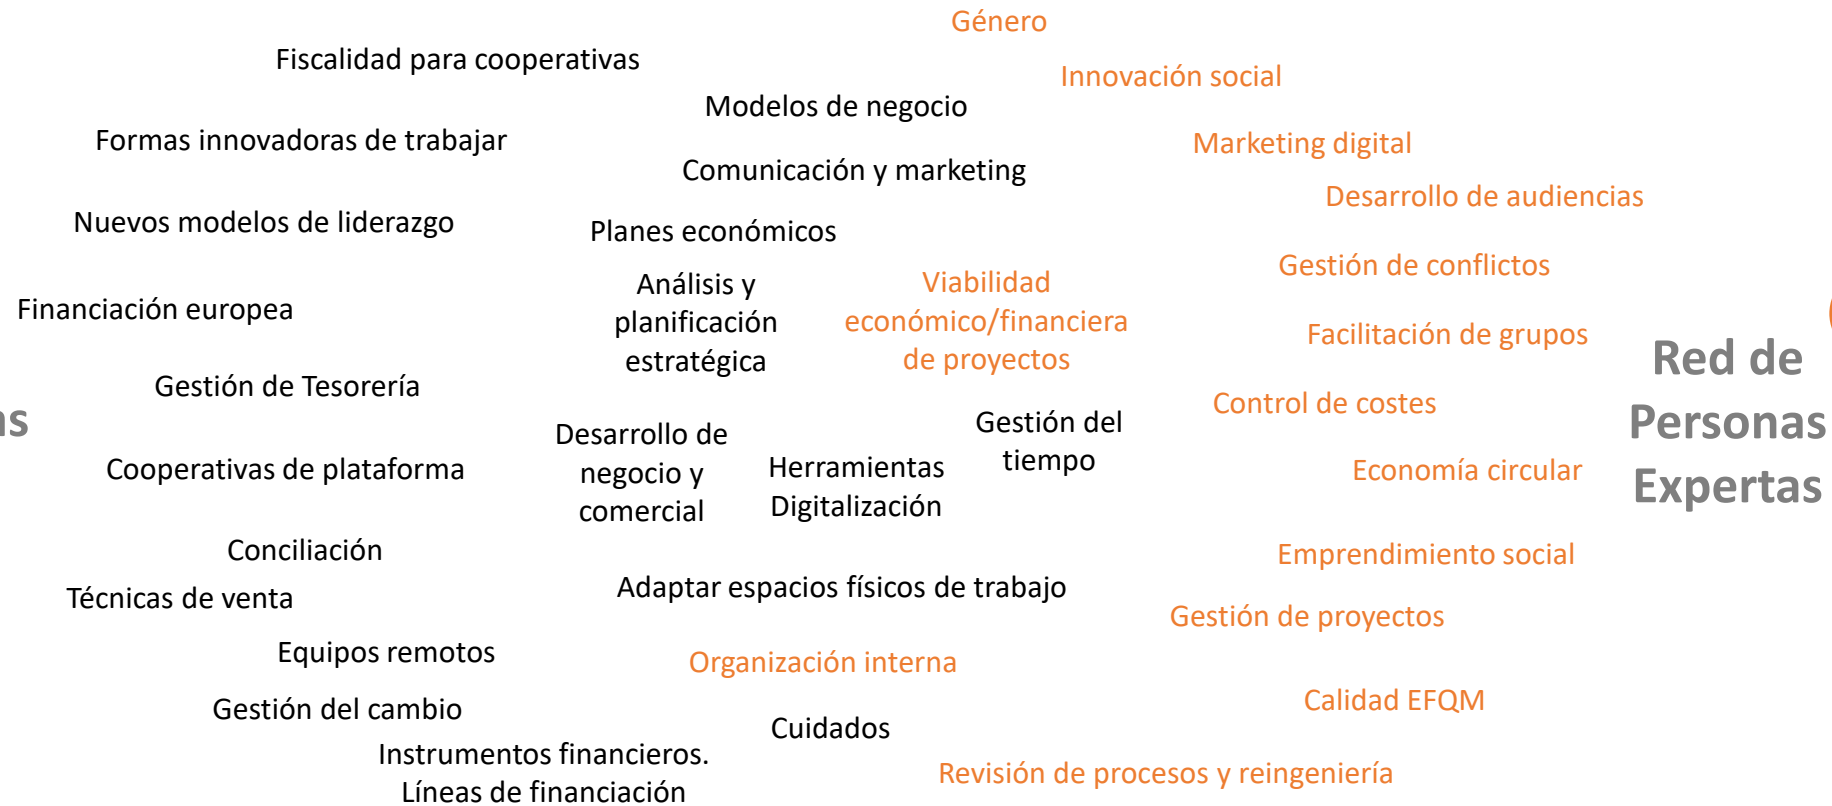 Género
Fiscalidad para cooperativas
Innovación social
Modelos de negocio
Formas innovadoras de trabajar
Marketing digital
Comunicación y marketing
Desarrollo de audiencias
Nuevos modelos de liderazgo
Planes económicos
Gestión de conflictos
Análisis y
planificación
estratégica
Viabilidad
económico/financiera
de proyectos
Financiación europea
Facilitación de grupos
Red de
Personas
Expertas
Gestión de Tesorería
Control de costes
Gestión del
tiempo
Desarrollo de
negocio y
comercial
Herramientas
Digitalización
Cooperativas de plataforma
Economía circular
Conciliación
Emprendimiento social
Técnicas de venta
Adaptar espacios físicos de trabajo
Gestión de proyectos
Equipos remotos
Organización interna
Gestión del cambio
Calidad EFQM
Cuidados
Instrumentos financieros.
Líneas de financiación
Revisión de procesos y reingeniería